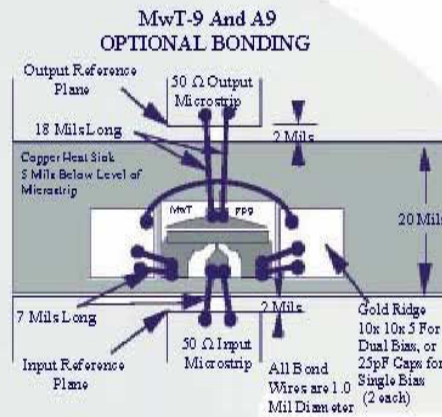 MwT-9 And A9
OPTIONAL BONDING
Output Reference
Plane
50 Ω Output
Microstrip
18 Mils Long
2 Mils
Copper Heat Sink
5 Mils Below Level of
Microstrip
MwT
20 Mils
7 Mils Long
2 Mils
Input Reference
Plane
50 Ω Input
Microstrip
All Bond
Wires are 1.0
Mil Diameter
Gold Ridge
10x 10x 5 For
Dual Bias, or
25pF Caps for
Single Bias
(2 each)